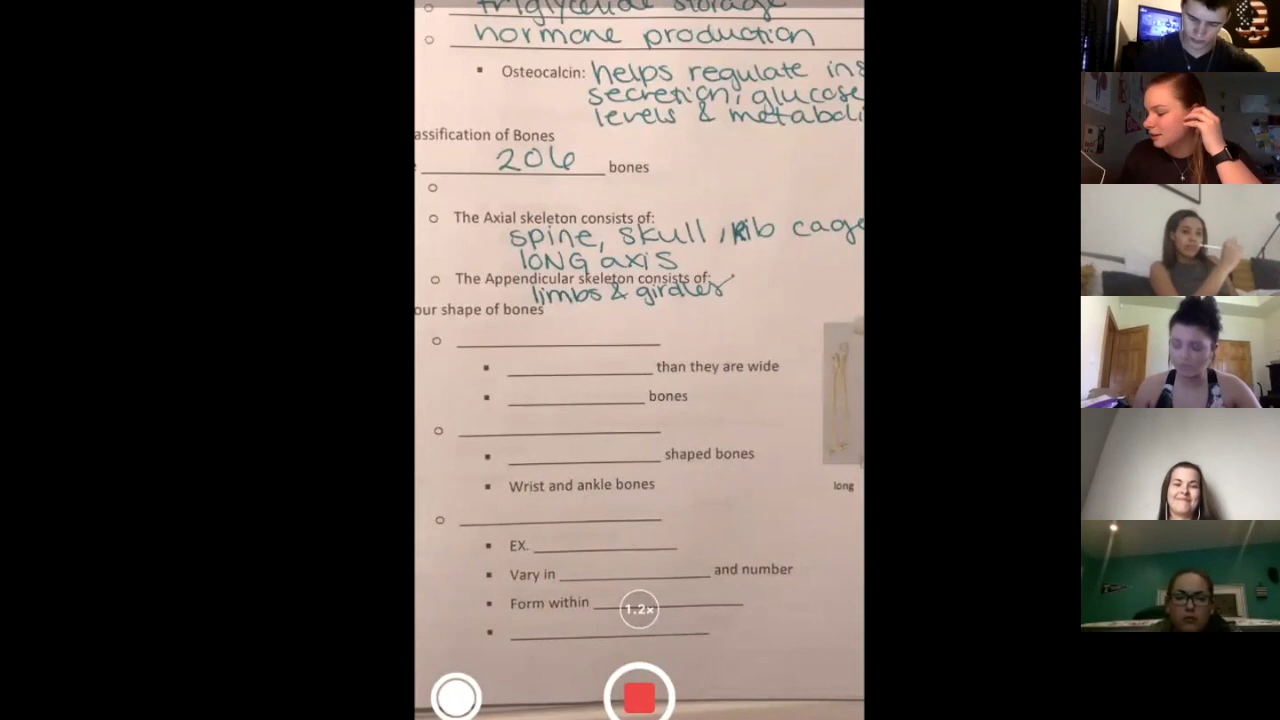 triglyceride storage
hormone production
Osteocalcin: helps regulate ins
secretion, glucose
levels & metaboli
assification of Bones
206 bones
The Axial skeleton consists of:
spine, skull, rib cage
LONG axis
The Appendicular skeleton consists of:
limbs & girdles
our shape of bones
than they are wide
bones
shaped bones
long
Wrist and ankle bones
EX.
Vary in and number
Form within
1.2x